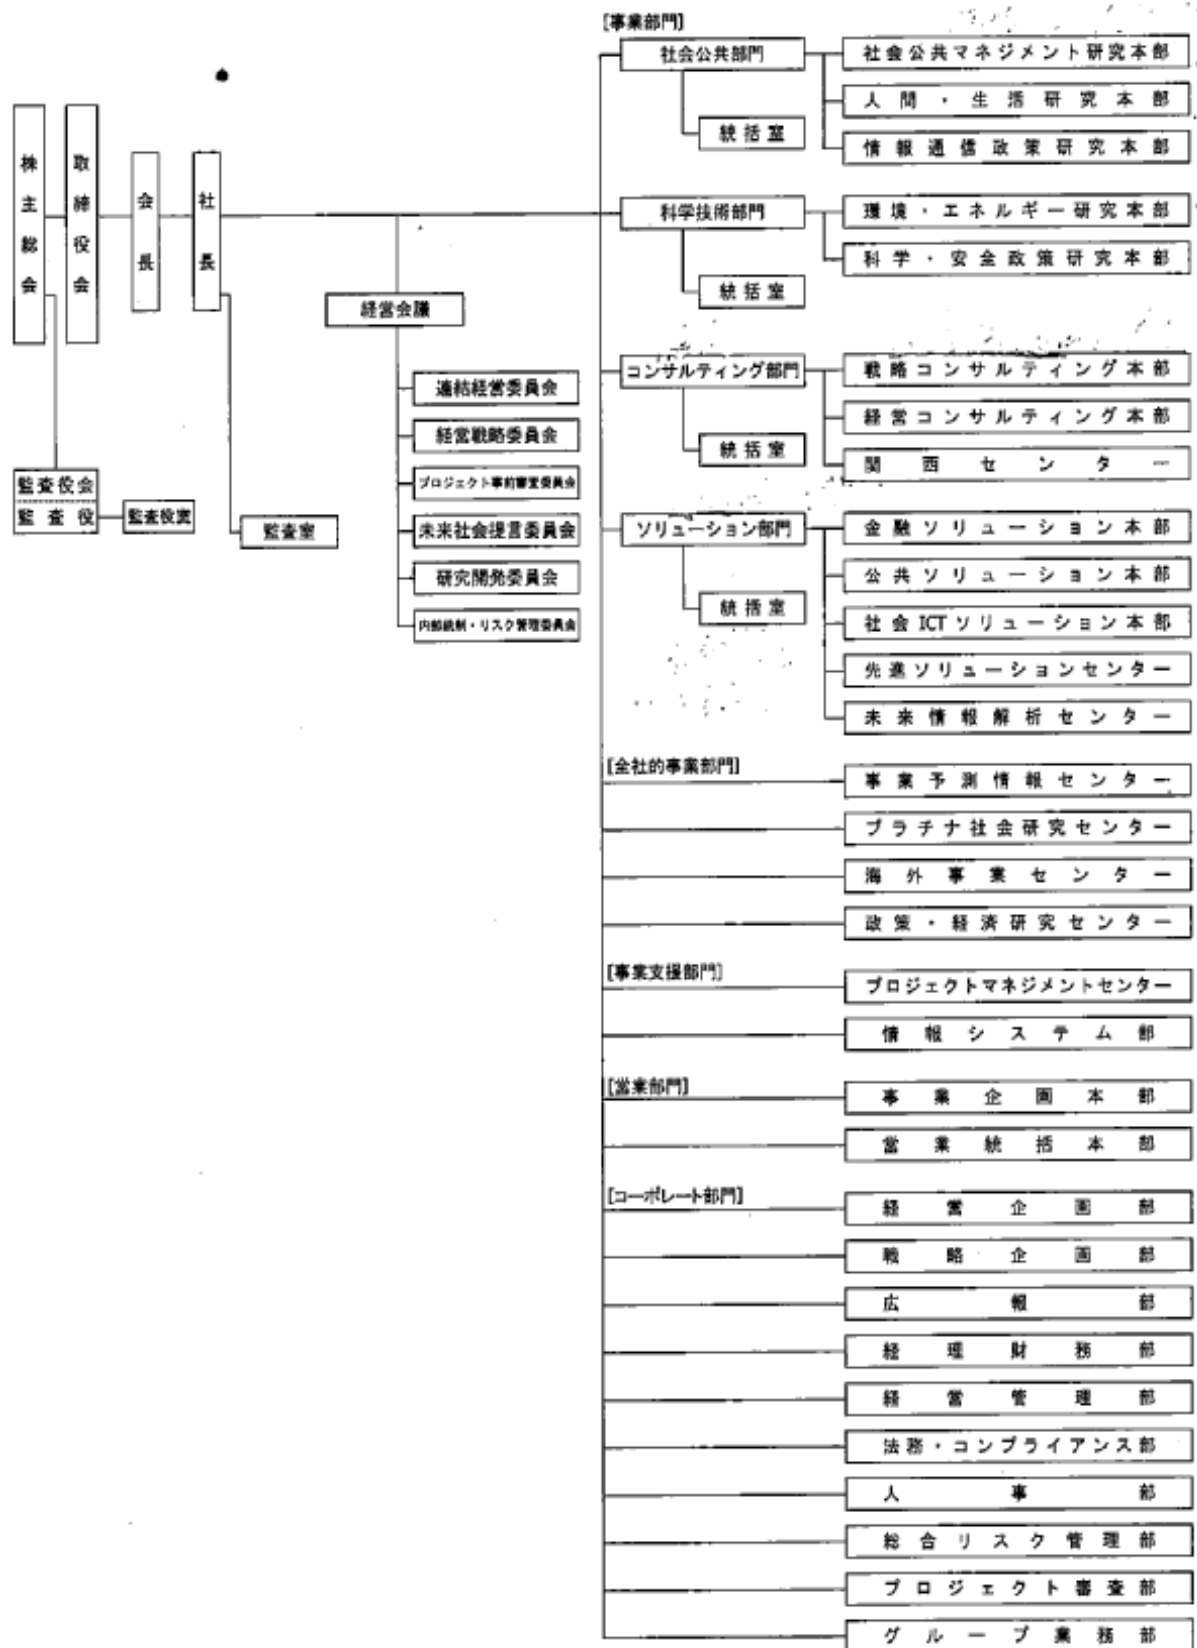 株主総会
取締役会
会長
社長
監査役会
監査役
監査役室
監査室
経営会議
連結経営委員会
経営戦略委員会
プロジェクト事前審査委員会
未来社会提言委員会
研究開発委員会
内部統制・リスク管理委員会
[事業部門]
社会公共部門
統括室
社会公共マネジメント研究本部
人間・生活研究本部
情報通信政策研究本部
科学技術部門
統括室
環境・エネルギー研究本部
科学・安全政策研究本部
コンサルティング部門
統括室
戦略コンサルティング本部
経営コンサルティング本部
関西センター
ソリューション部門
統括室
金融ソリューション本部
公共ソリューション本部
社会ICTソリューション本部
先進ソリューションセンター
未来情報解析センター
[全社的事業部門]
事業予測情報センター
プラチナ社会研究センター
海外事業センター
政策・経済研究センター
[事業支援部門]
プロジェクトマネジメントセンター
情報システム部
[営業部門]
事業企画本部
営業統括本部
[コーポレート部門]
経営企画部
戦略企画部
広報部
経理財務部
経営管理部
法務・コンプライアンス部
人事部
総合リスク管理部
プロジェクト審査部
グループ業務部